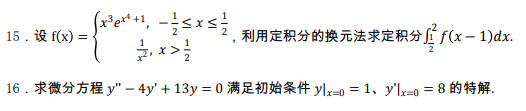 15．设 f(x) = { x³e^{x⁴+1}, −1/2 ≤ x ≤ 1/2
1/x², x > 1/2 ，利用定积分的换元法求定积分∫_{1/2}^{2} f(x − 1)dx.
16．求微分方程 y'' − 4y' + 13y = 0 满足初始条件 y|ₓ₌₀ = 1、y'|ₓ₌₀ = 8 的特解.